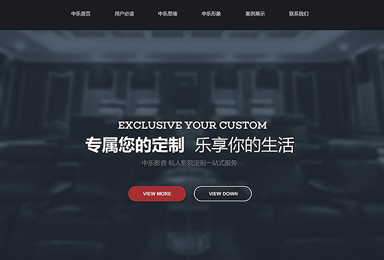 中乐首页 用户必读 中乐思维 中乐形象 案例展示 联系我们
EXCLUSIVE YOUR CUSTOM
专属您的定制 乐享你的生活
中乐影音 私人影院定制一站式服务
VIEW MORE VIEW DOWN